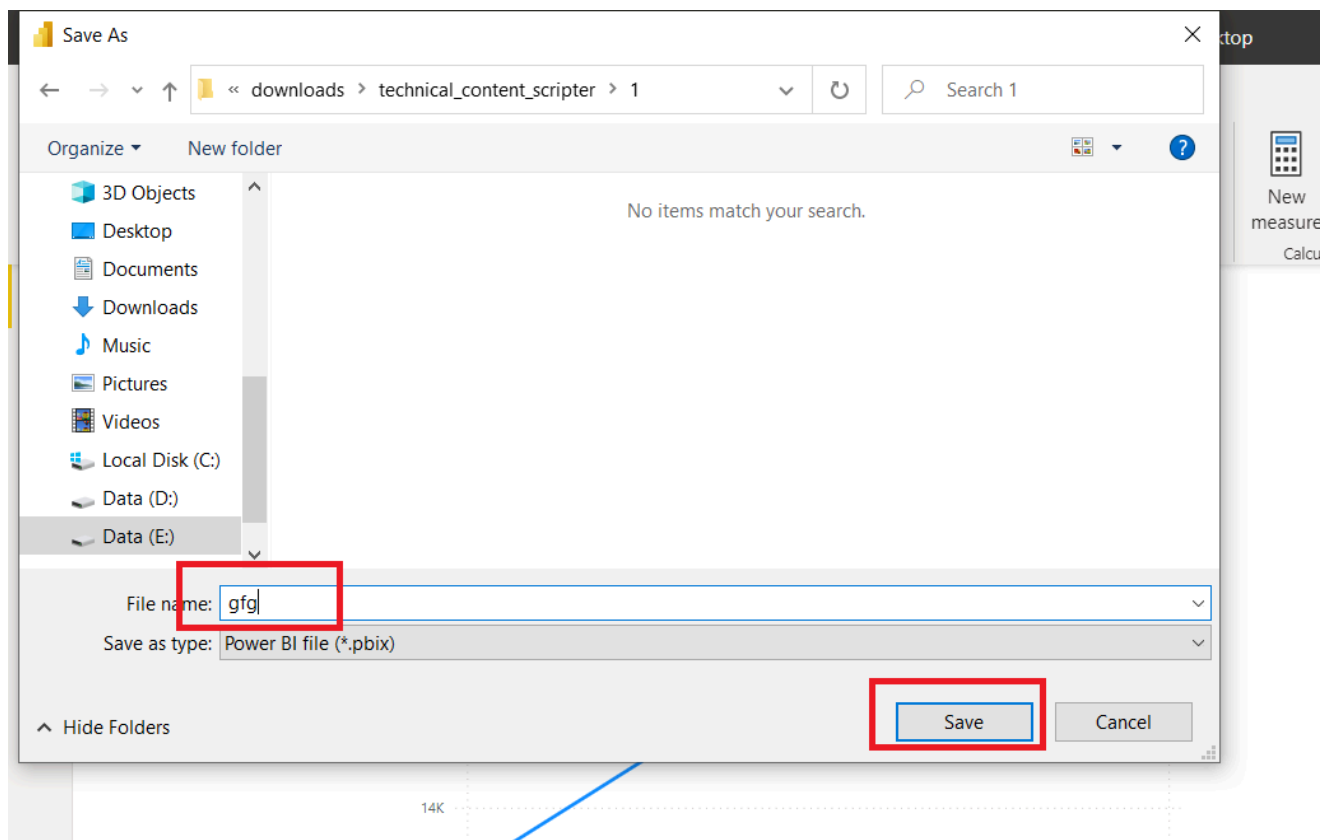 Save As
ktop
« downloads > technical_content_scripter > 1
Search 1
Organize
New folder
?
3D Objects
Desktop
Documents
Downloads
Music
Pictures
Videos
Local Disk (C:)
Data (D:)
Data (E:)
No items match your search.
New
measure
Calcu
File name: gfg
Save as type: Power BI file (*.pbix)
Hide Folders
Save
Cancel
14K